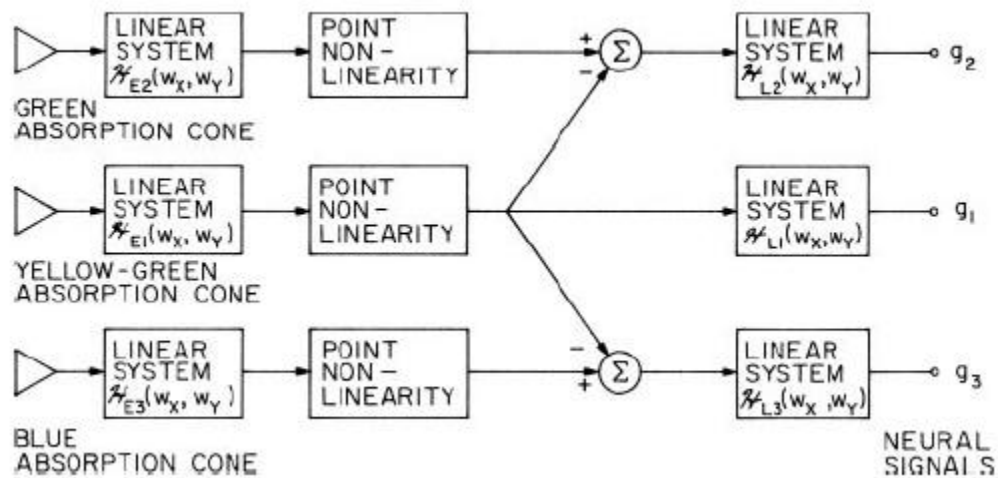 LINEAR
SYSTEM
ℋE2(wX, wY)
POINT
NON-
LINEARITY
+
−
Σ
LINEAR
SYSTEM
ℋL2(wX, wY)
g2
GREEN
ABSORPTION CONE
LINEAR
SYSTEM
ℋE1(wX, wY)
POINT
NON-
LINEARITY
LINEAR
SYSTEM
ℋL1(wX, wY)
g1
YELLOW-GREEN
ABSORPTION CONE
LINEAR
SYSTEM
ℋE3(wX, wY)
POINT
NON-
LINEARITY
−
+
Σ
LINEAR
SYSTEM
ℋL3(wX, wY)
g3
BLUE
ABSORPTION CONE
NEURAL
SIGNALS